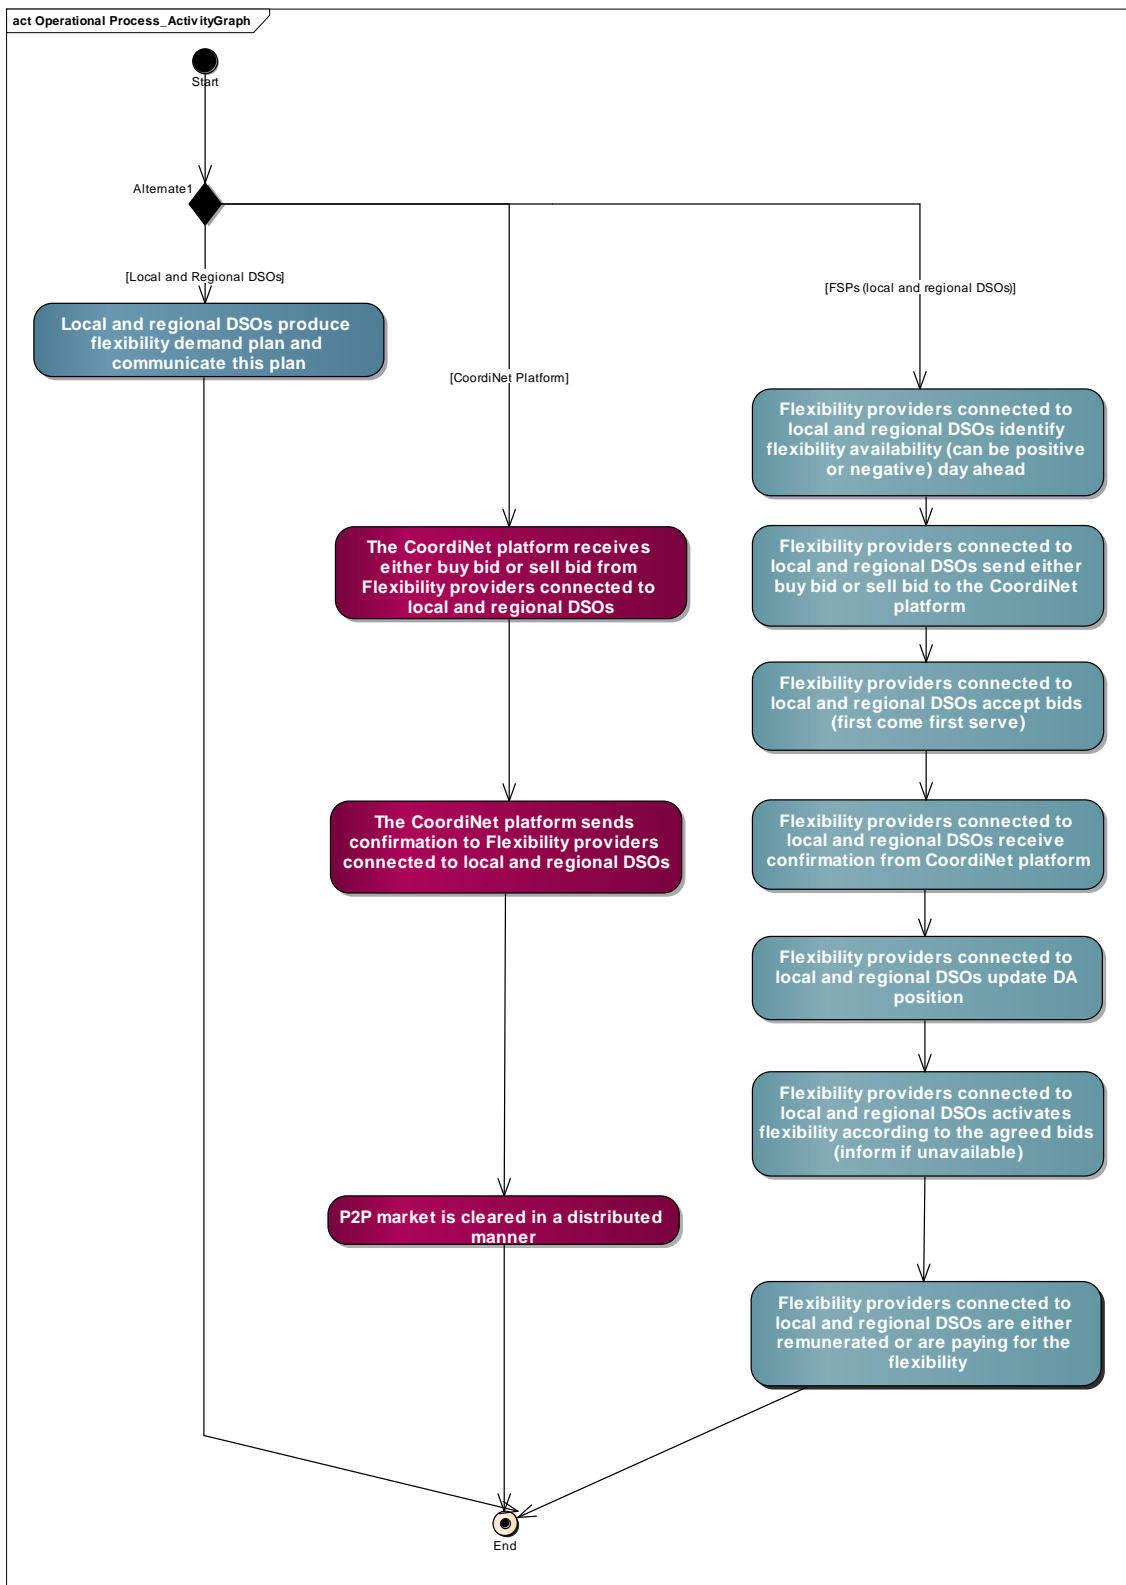 act Operational Process_ActivityGraph
Start
Alternate1
[Local and Regional DSOs]
Local and regional DSOs produce
flexibility demand plan and
communicate this plan
[CoordiNet Platform]
The CoordiNet platform receives
either buy bid or sell bid from
Flexibility providers connected to
local and regional DSOs
The CoordiNet platform sends
confirmation to Flexibility providers
connected to local and regional DSOs
P2P market is cleared in a distributed
manner
[FSPs (local and regional DSOs)]
Flexibility providers connected to
local and regional DSOs identify
flexibility availability (can be positive
or negative) day ahead
Flexibility providers connected to
local and regional DSOs send either
buy bid or sell bid to the CoordiNet
platform
Flexibility providers connected to
local and regional DSOs accept bids
(first come first serve)
Flexibility providers connected to
local and regional DSOs receive
confirmation from CoordiNet platform
Flexibility providers connected to
local and regional DSOs update DA
position
Flexibility providers connected to
local and regional DSOs activates
flexibility according to the agreed bids
(inform if unavailable)
Flexibility providers connected to
local and regional DSOs are either
remunerated or are paying for the
flexibility
End